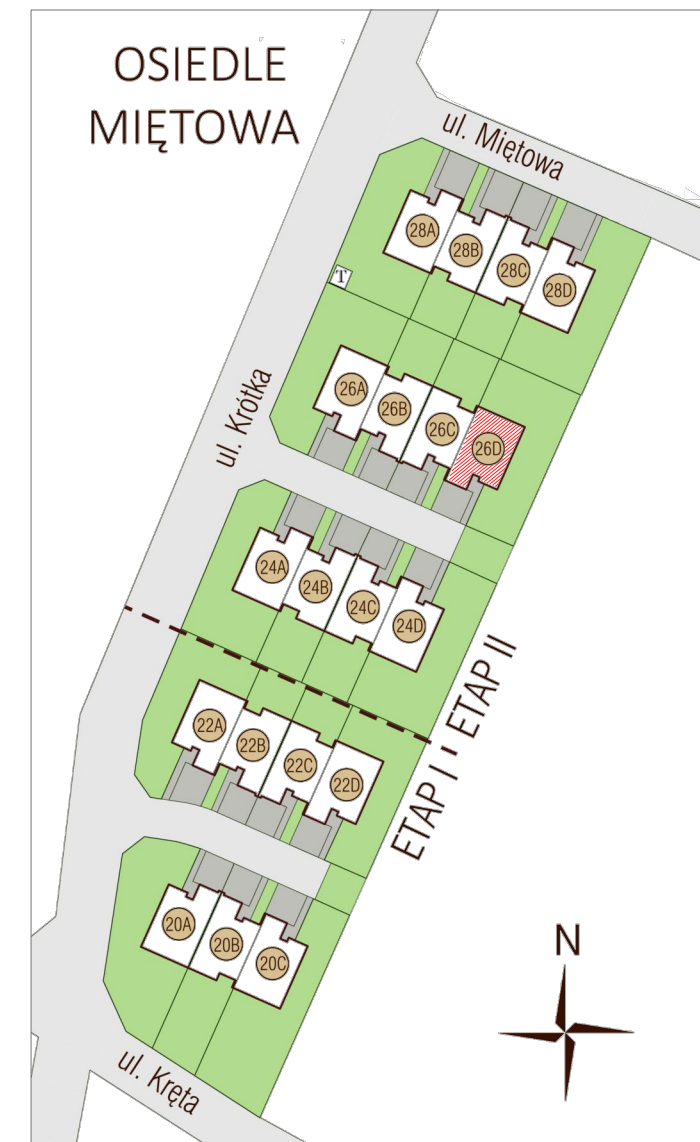 OSIEDLE
MIĘTOWA
ul. Miętowa
28A
28B
28C
28D
T
ul. Krótka
26A
26B
26C
26D
24A
24B
24C
24D
ETAP II
ETAP I
22A
22B
22C
22D
20A
20B
20C
N
ul. Kręta